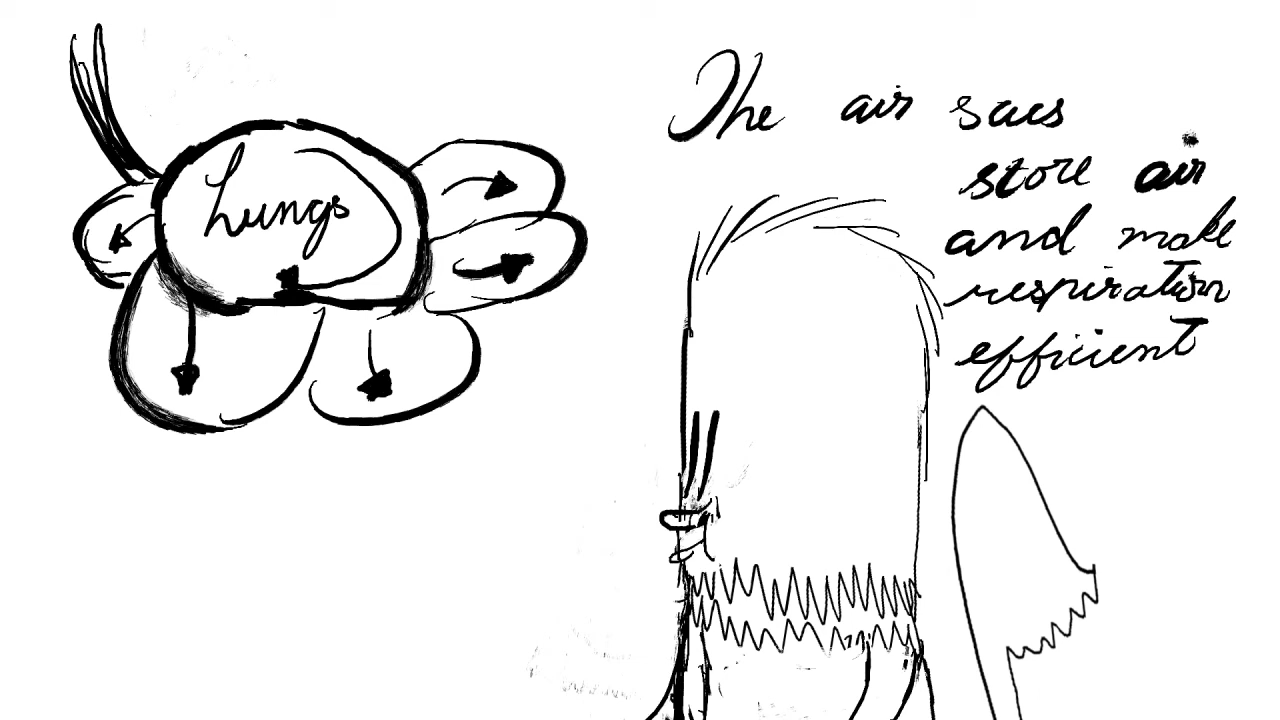 Lungs
The air sacs
store air
and make
respiration
efficient